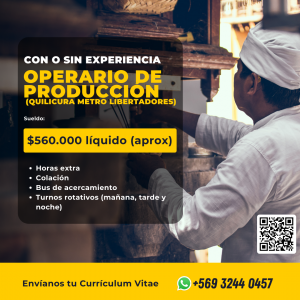 CON O SIN EXPERIENCIA
OPERARIO DE
PRODUCCION
(QUILICURA METRO LIBERTADORES)
Sueldo:
$560.000 líquido (aprox)
• Horas extra
• Colación
• Bus de acercamiento
• Turnos rotativos (mañana, tarde y
noche)
Envíanos tu Currículum Vitae
+569 3244 0457